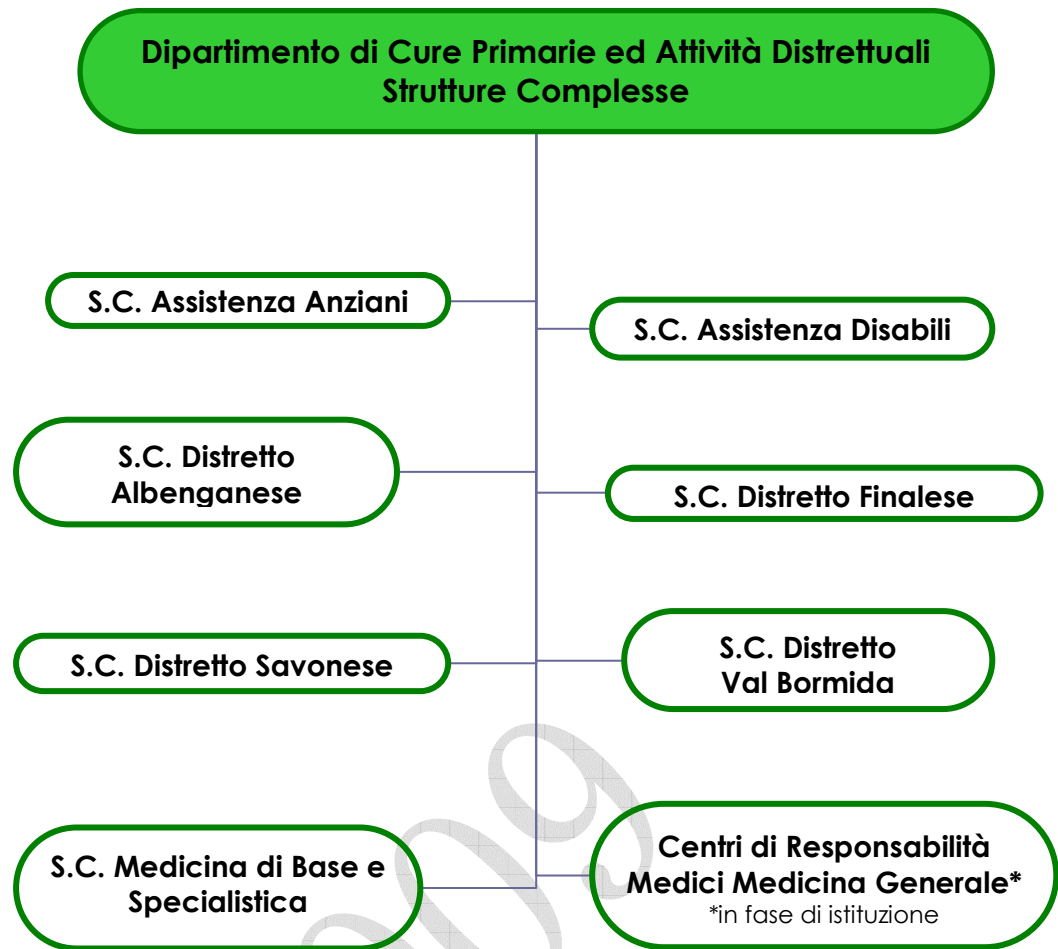 Dipartimento di Cure Primarie ed Attività Distrettuali
Strutture Complesse
S.C. Assistenza Anziani
S.C. Assistenza Disabili
S.C. Distretto
Albenganese
S.C. Distretto Finalese
S.C. Distretto Savonese
S.C. Distretto
Val Bormida
S.C. Medicina di Base e
Specialistica
Centri di Responsabilità
Medici Medicina Generale*
*in fase di istituzione